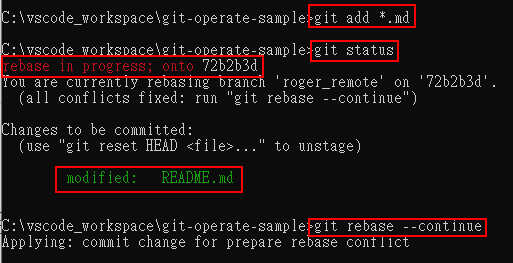 C:\vscode_workspace\git-operate-sample>git add *.md
C:\vscode_workspace\git-operate-sample>git status
rebase in progress; onto 72b2b3d
You are currently rebasing branch 'roger_remote' on '72b2b3d'.
  (all conflicts fixed: run "git rebase --continue")
Changes to be committed:
  (use "git reset HEAD <file>..." to unstage)
        modified:   README.md
C:\vscode_workspace\git-operate-sample>git rebase --continue
Applying: commit change for prepare rebase conflict